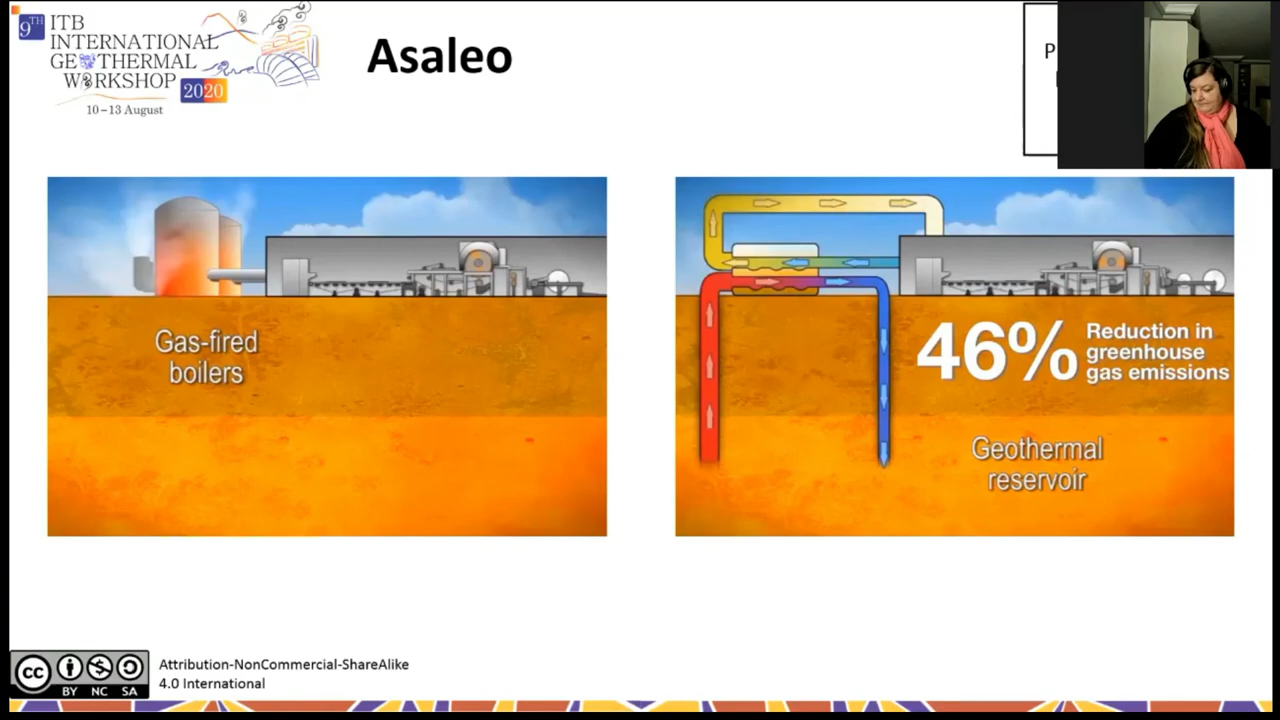 9TH
ITB
INTERNATIONAL
GEOTHERMAL
WORKSHOP
2020
10–13 August
Asaleo
P
Gas-fired
boilers
46%
Reduction in
greenhouse
gas emissions
Geothermal
reservoir
cc
BY NC SA
Attribution-NonCommercial-ShareAlike
4.0 International